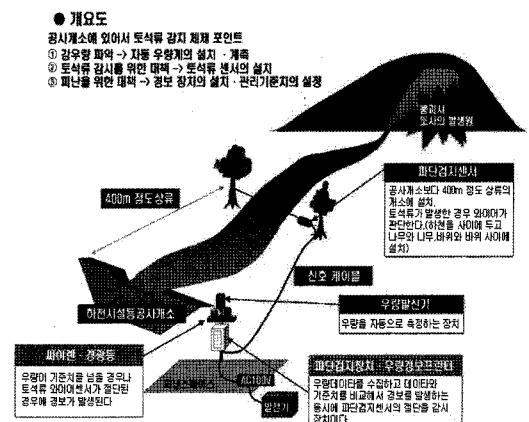 ● 개요도
공사개소에 있어서 토석류 감지 체제 포인트
① 강우량 파악 -> 자동 우량계의 설치 · 계측
② 토석류 감시를 위한 대책 -> 토석류 센서의 설치
③ 피난을 위한 대책 -> 경보 장치의 설치 · 관리기준치의 설정
붕괴사
토사의 발생원
파단검지센서
공사개소보다 400m 정도 상류의
개소에 설치.
토석류가 발생한 경우 와이어가
판단한다.(하천을 사이에 두고
나무와 나무,바위와 바위 사이에
설치)
400m 정도상류
신호 케이블
하천시설등공사개소
우량발신기
우량을 자동으로 측정하는 장치
싸이렌 · 경광등
우량이 기준치를 넘을 경우나
토석류 와이어센서가 절단된
경우에 경보가 발생된다
AC100V
발전기
파단검지장치 · 우량경보프린터
우량데이타를 수집하고 데이타와
기준치를 비교해서 경보를 발생하는
동시에 파단검지센서의 절단을 감시
장치이다.